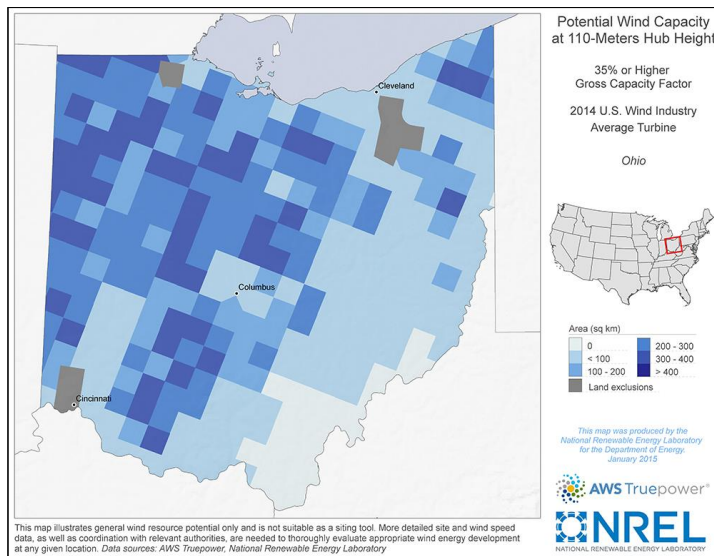 Potential Wind Capacity
at 110-Meters Hub Height
35% or Higher
Gross Capacity Factor
2014 U.S. Wind Industry
Average Turbine
Ohio
Cleveland
Columbus
Cincinnati
Area (sq km)
0
< 100
100 - 200
200 - 300
300 - 400
> 400
Land exclusions
This map was produced by the
National Renewable Energy Laboratory
for the Department of Energy.
January 2015
AWS Truepower®
NREL
NATIONAL RENEWABLE ENERGY LABORATORY
This map illustrates general wind resource potential only and is not suitable as a siting tool. More detailed site and wind speed
data, as well as coordination with relevant authorities, are needed to thoroughly evaluate appropriate wind energy development
at any given location. Data sources: AWS Truepower, National Renewable Energy Laboratory